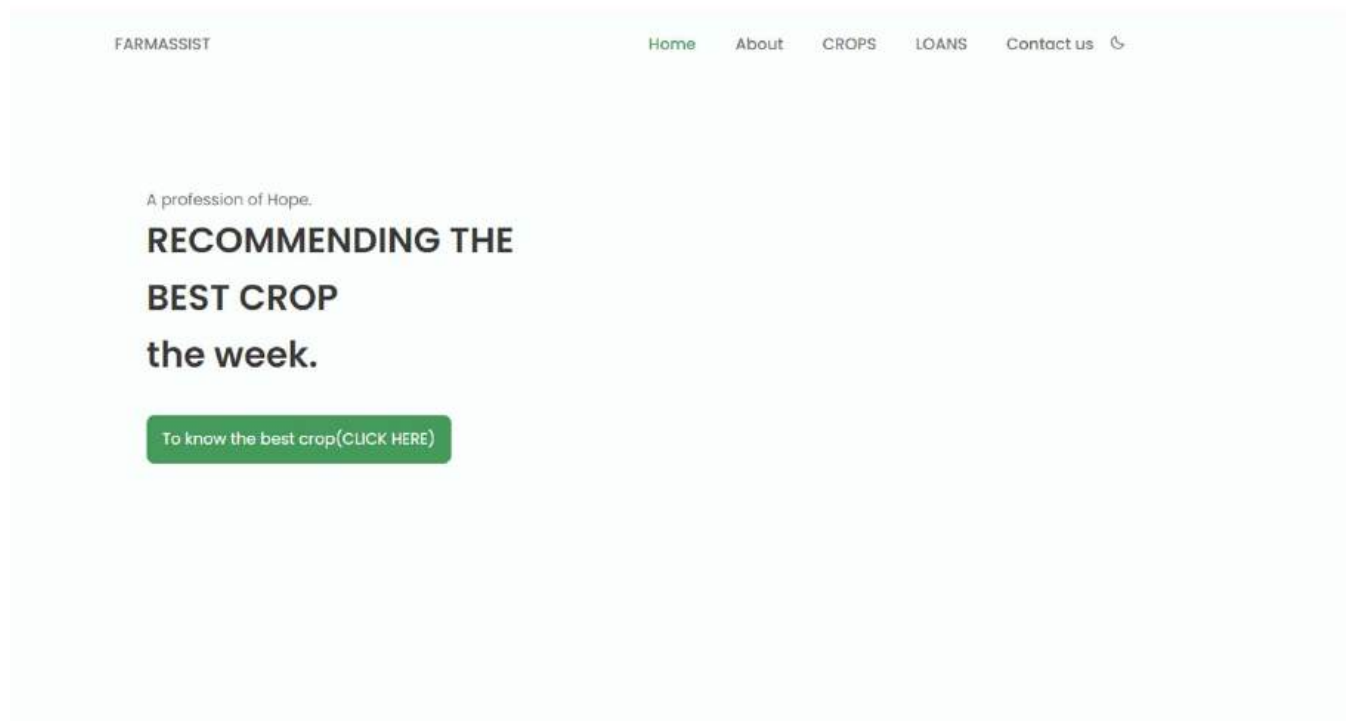 FARMASSIST
Home About CROPS LOANS Contact us
A profession of Hope.
RECOMMENDING THE
BEST CROP
the week.
To know the best crop(CLICK HERE)